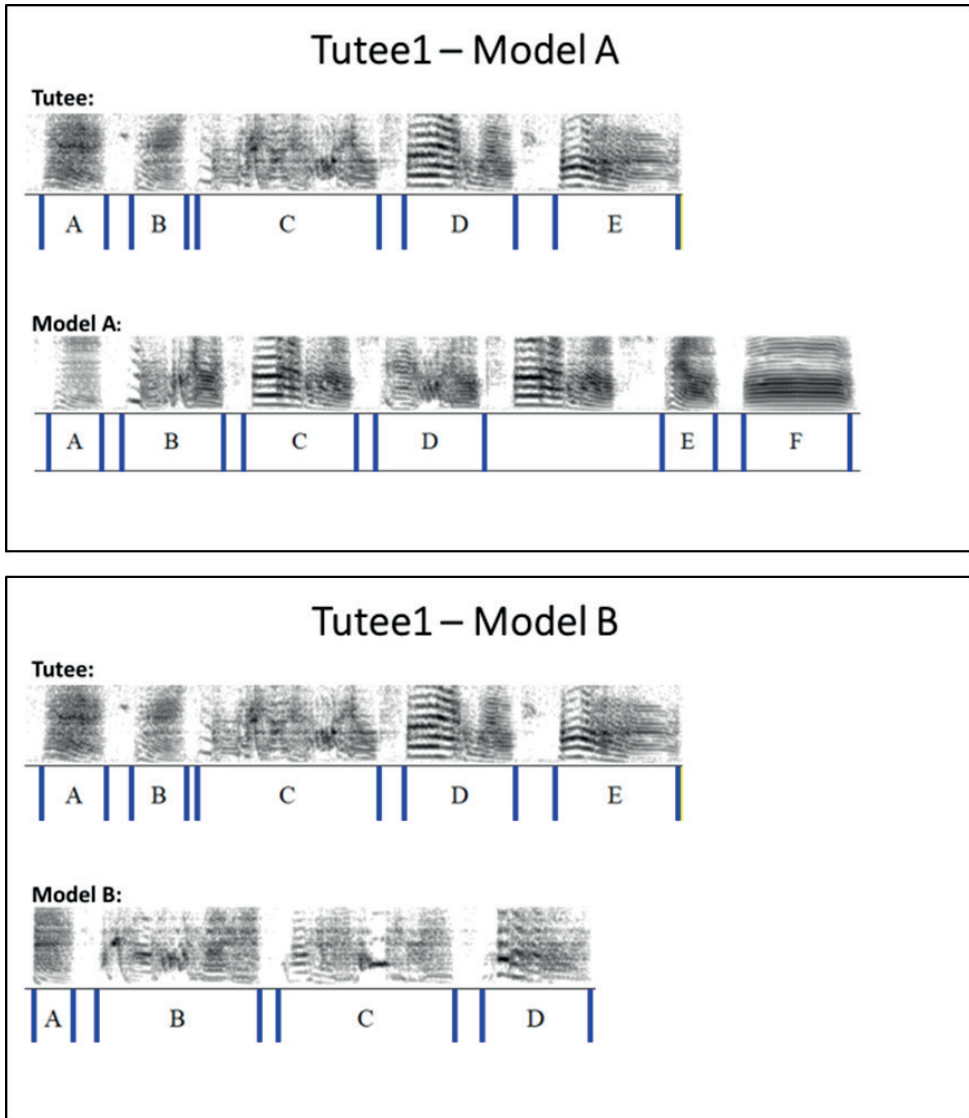 Tutee1 – Model A
Tutee:
A B C D E
Model A:
A B C D E F
Tutee1 – Model B
Tutee:
A B C D E
Model B:
A B C D